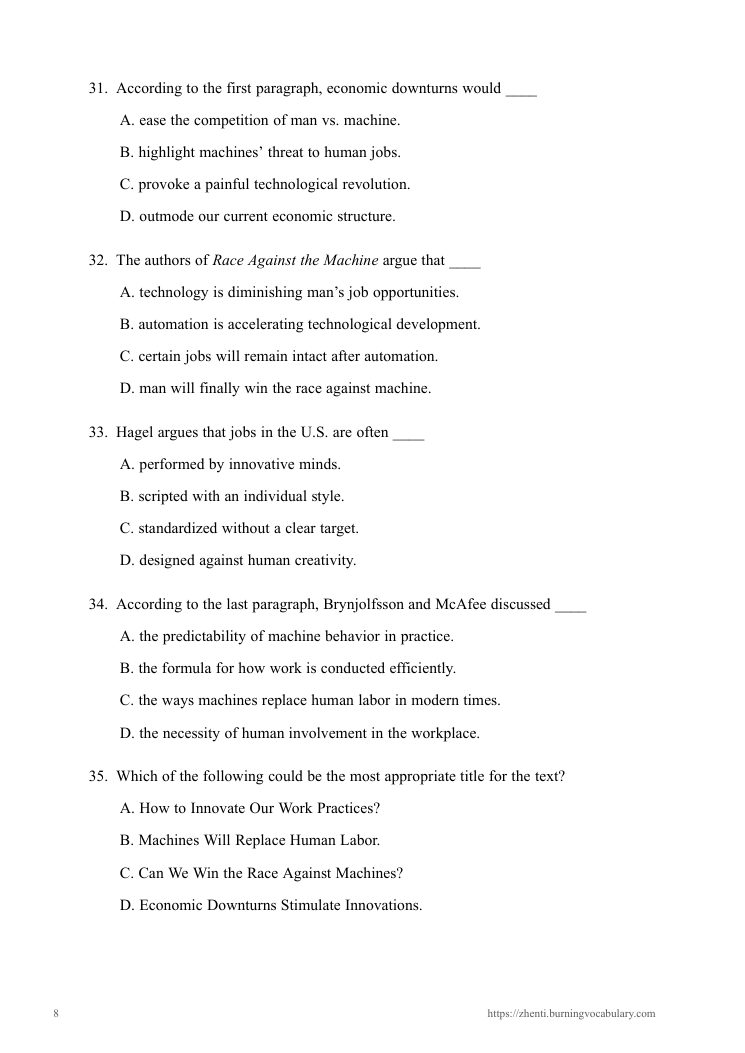 31. According to the first paragraph, economic downturns would ____
A. ease the competition of man vs. machine.
B. highlight machines’ threat to human jobs.
C. provoke a painful technological revolution.
D. outmode our current economic structure.
32. The authors of Race Against the Machine argue that ____
A. technology is diminishing man’s job opportunities.
B. automation is accelerating technological development.
C. certain jobs will remain intact after automation.
D. man will finally win the race against machine.
33. Hagel argues that jobs in the U.S. are often ____
A. performed by innovative minds.
B. scripted with an individual style.
C. standardized without a clear target.
D. designed against human creativity.
34. According to the last paragraph, Brynjolfsson and McAfee discussed ____
A. the predictability of machine behavior in practice.
B. the formula for how work is conducted efficiently.
C. the ways machines replace human labor in modern times.
D. the necessity of human involvement in the workplace.
35. Which of the following could be the most appropriate title for the text?
A. How to Innovate Our Work Practices?
B. Machines Will Replace Human Labor.
C. Can We Win the Race Against Machines?
D. Economic Downturns Stimulate Innovations.
8 https://zhenti.burningvocabulary.com